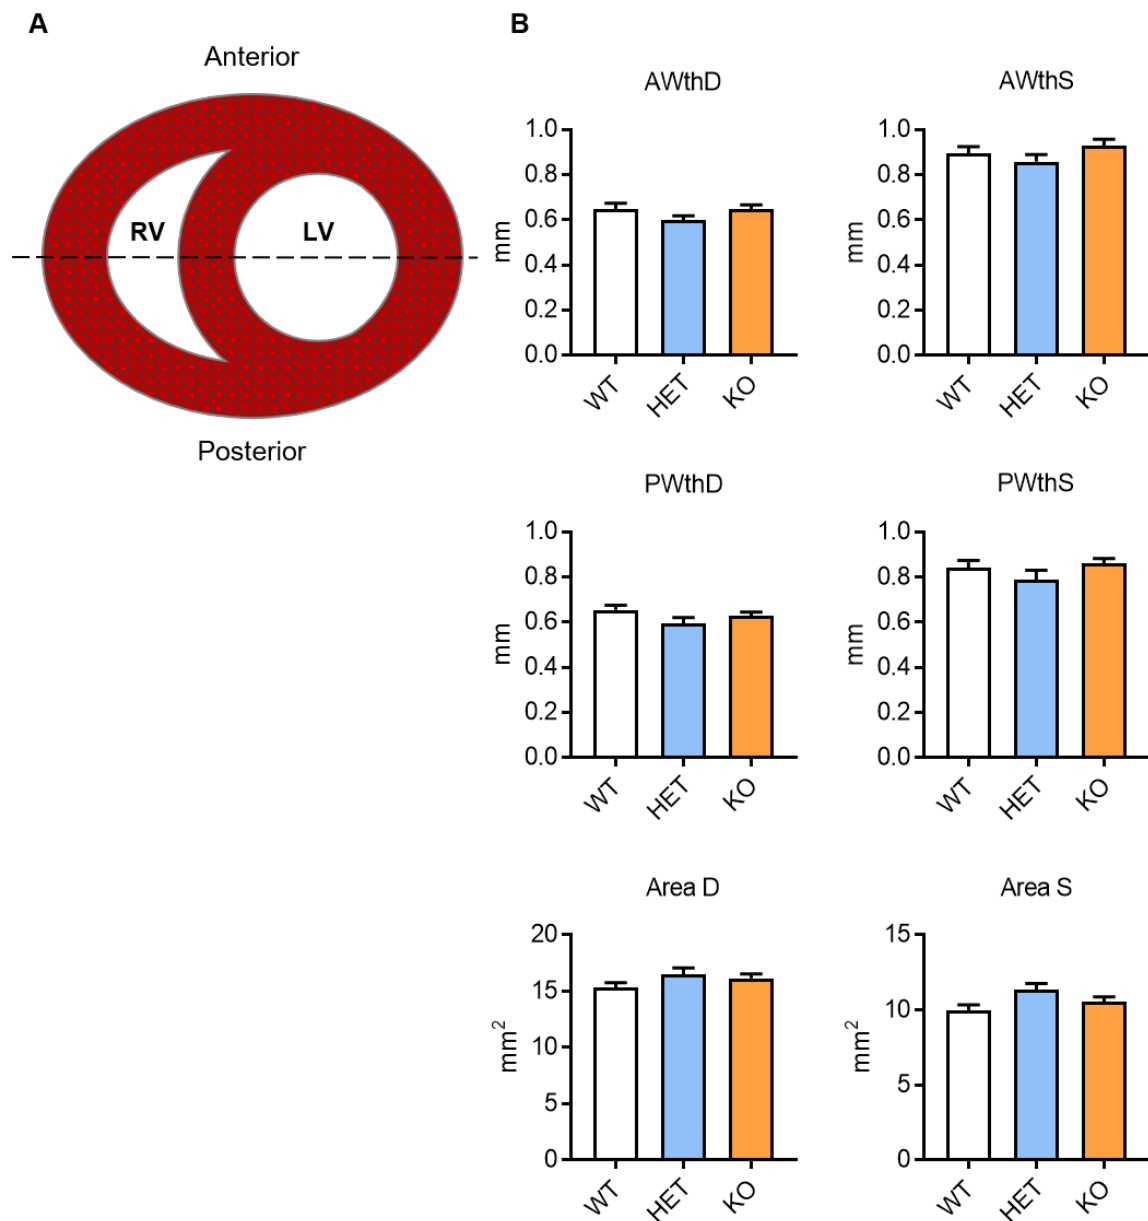 A
Anterior
RV
LV
Posterior
B
AWthD
1.0
0.8
0.6
0.4
0.2
0.0
mm
WT
HET
KO
AWthS
1.0
0.8
0.6
0.4
0.2
0.0
mm
WT
HET
KO
PWthD
1.0
0.8
0.6
0.4
0.2
0.0
mm
WT
HET
KO
PWthS
1.0
0.8
0.6
0.4
0.2
0.0
mm
WT
HET
KO
Area D
20
15
10
5
0
mm²
WT
HET
KO
Area S
15
10
5
0
mm²
WT
HET
KO